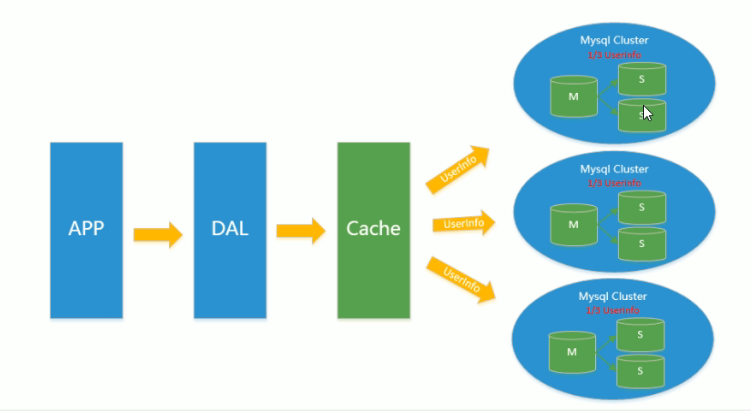 APP
DAL
Cache
UserInfo
UserInfo
UserInfo
Mysql Cluster
1/3 Userinfo
M
S
S
Mysql Cluster
1/3 Userinfo
M
S
S
Mysql Cluster
1/3 Userinfo
M
S
S